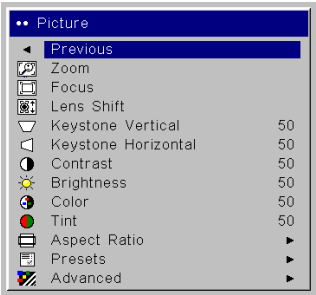 Picture
Previous
Zoom
Focus
Lens Shift
Keystone Vertical 50
Keystone Horizontal 50
Contrast 50
Brightness 50
Color 50
Tint 50
Aspect Ratio
Presets
Advanced